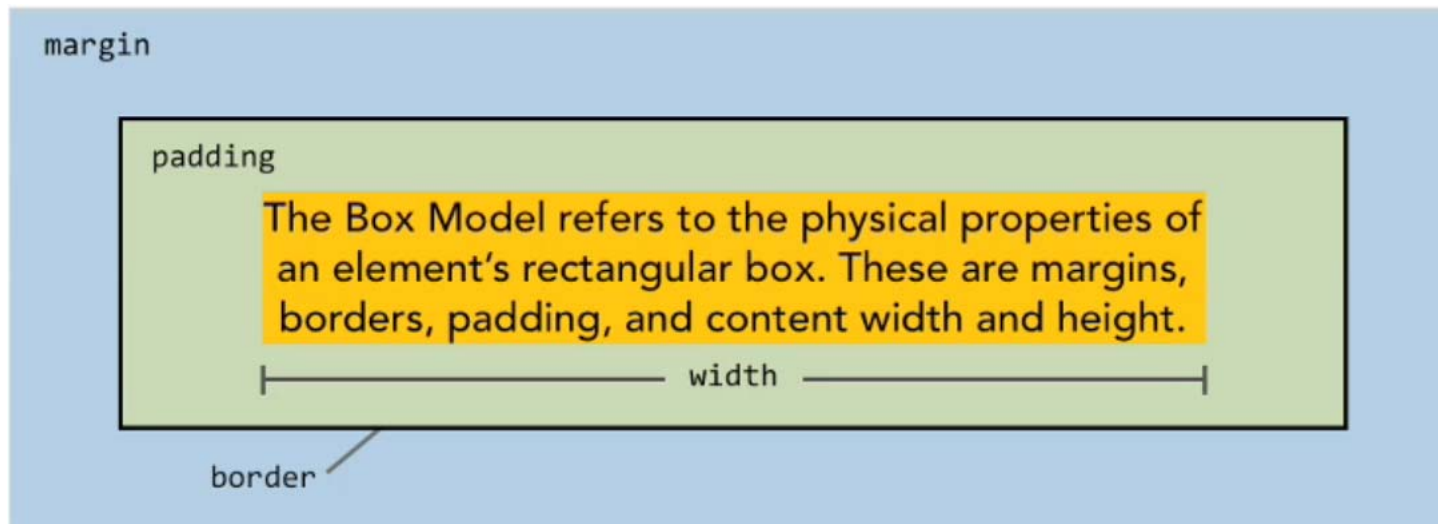 margin
padding
The Box Model refers to the physical properties of
an element's rectangular box. These are margins,
borders, padding, and content width and height.
width
border